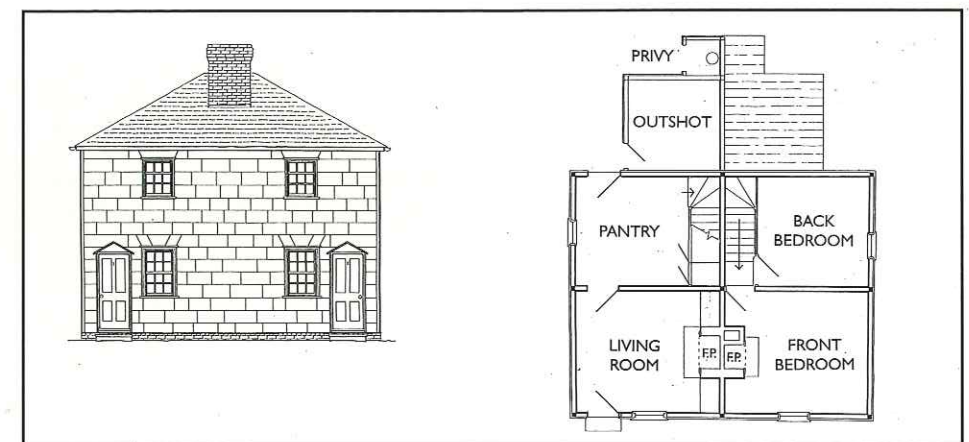 PRIVY
OUTSHOT
PANTRY
BACK
BEDROOM
LIVING
ROOM
F.P.
F.P.
FRONT
BEDROOM